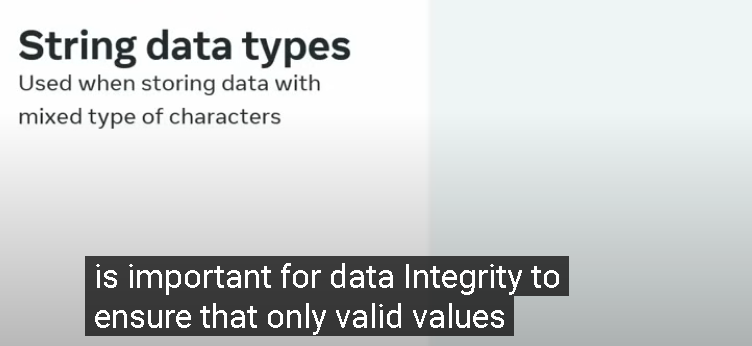 String data types
Used when storing data with
mixed type of characters
is important for data Integrity to
ensure that only valid values